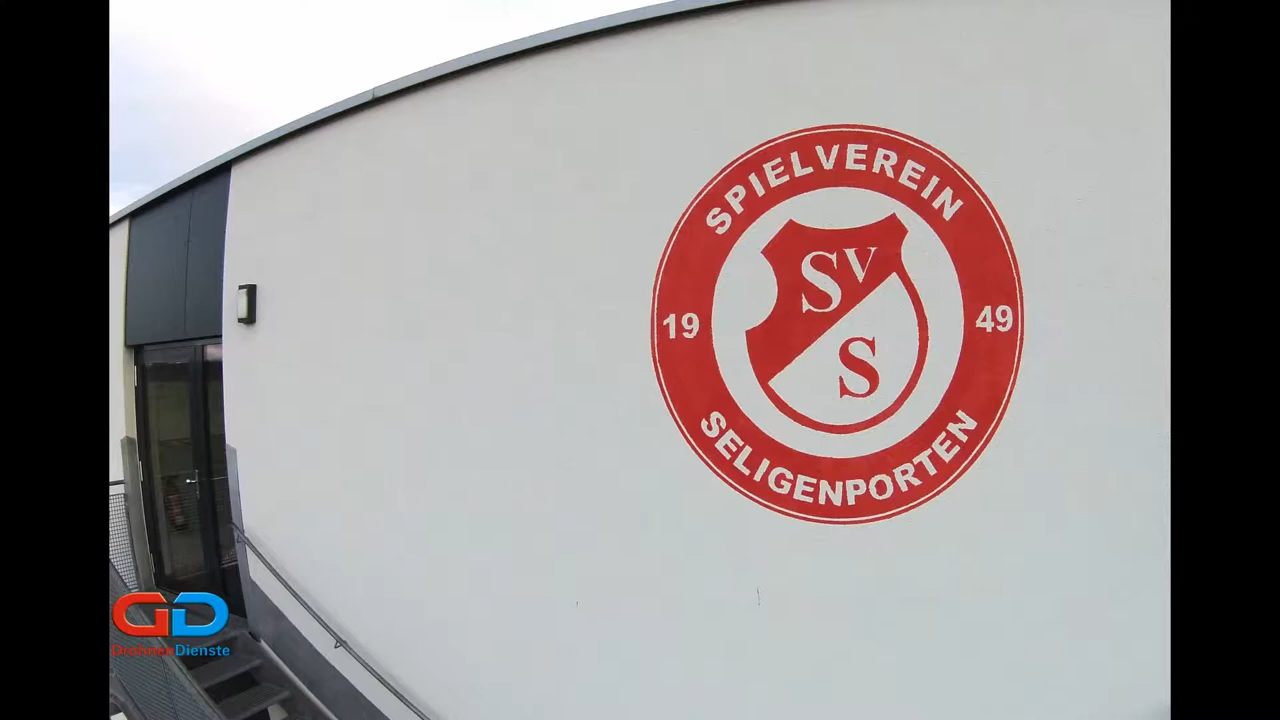 SPIELVEREIN
SV
19 49
S
SELIGENPORTEN
GD
DrohnenDienste